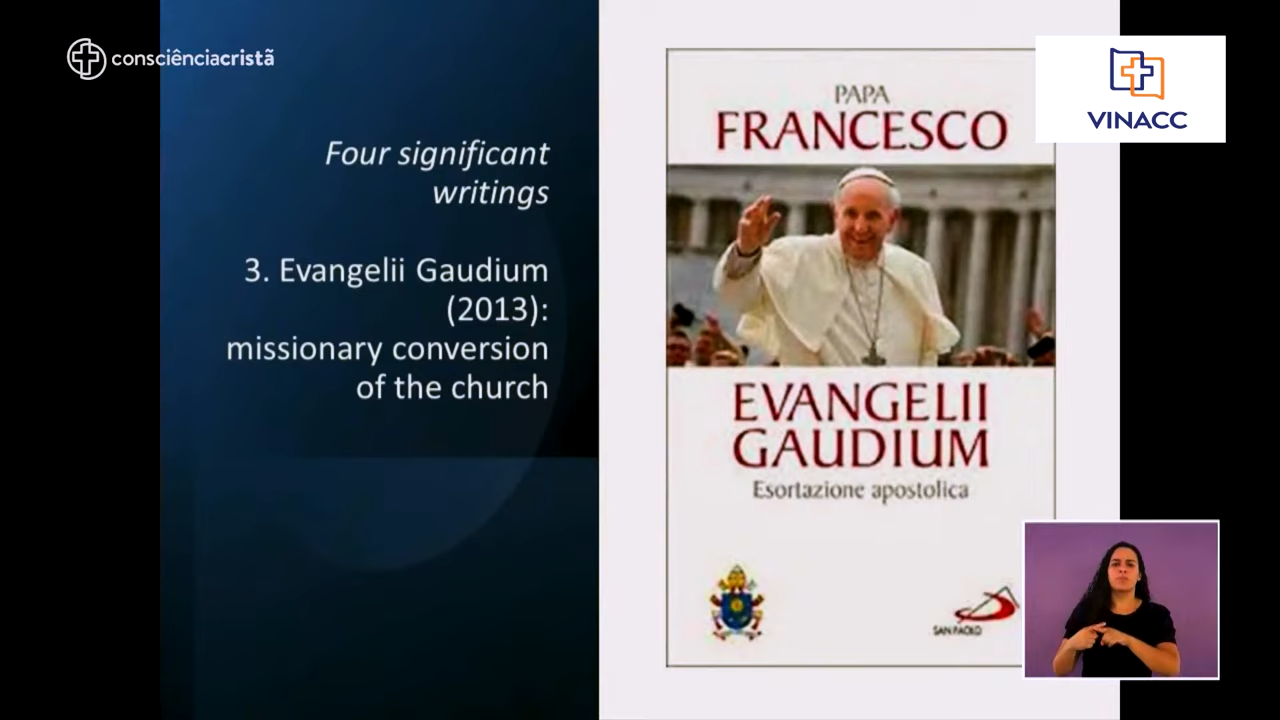 consciênciacristã
Four significant
writings
3. Evangelii Gaudium
(2013):
missionary conversion
of the church
PAPA
FRANCESCO
EVANGELII
GAUDIUM
Esortazione apostolica
SAN PAOLO
VINACC